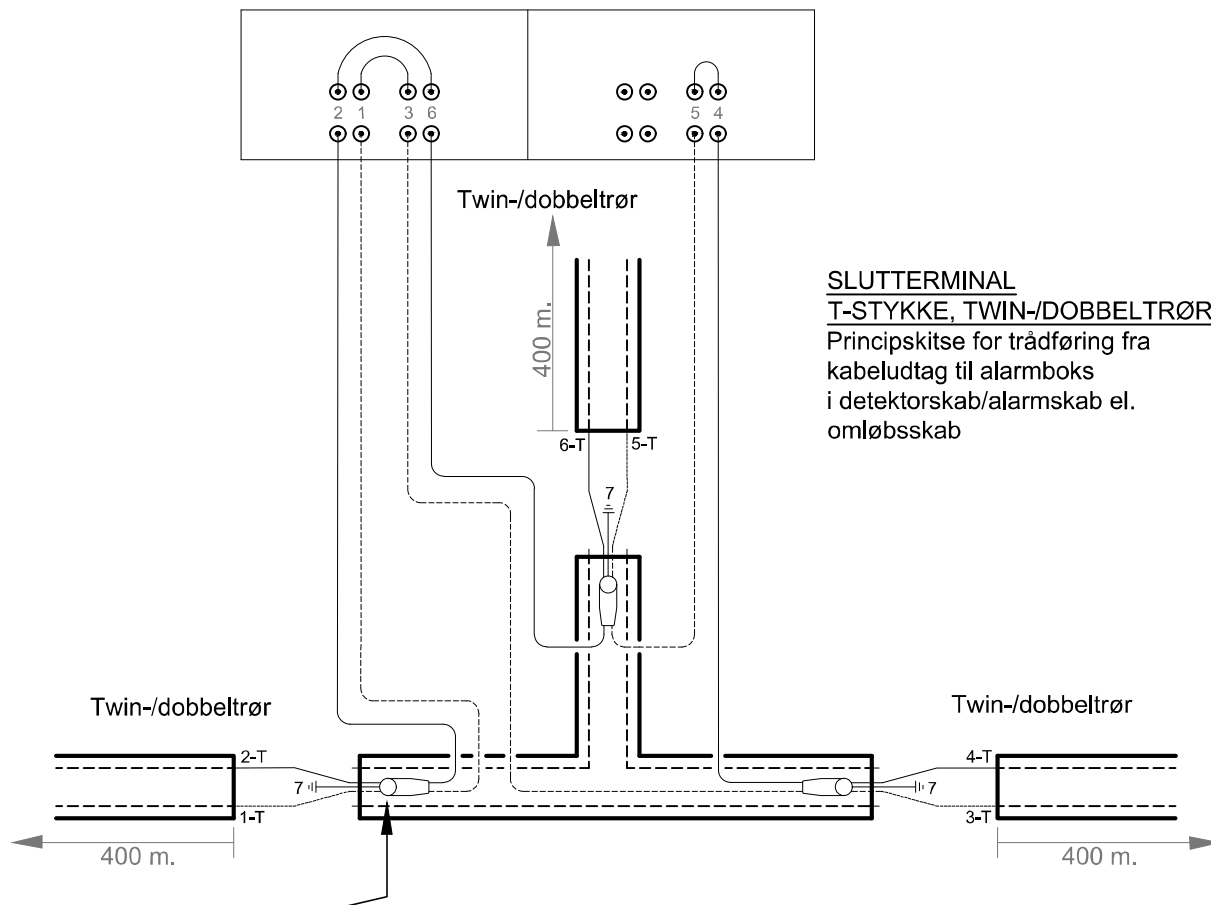 2 1 3 6 5 4
Twin-/dobbeltrør
400 m.
SLUTTERMINAL
T-STYKKE, TWIN-/DOBBELTRØR
Principskitse for trådføring fra
kabeludtag til alarmboks
i detektorskab/alarmskab el.
omløbsskab
6-T 5-T
7
Twin-/dobbeltrør
Twin-/dobbeltrør
2-T
7
1-T
400 m.
4-T
7
3-T
400 m.